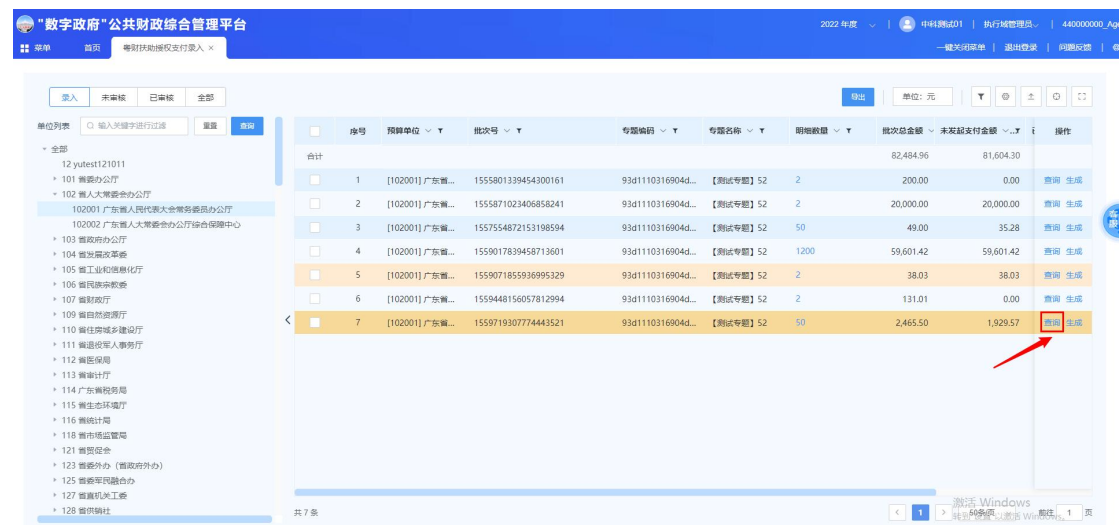 "数字政府"公共财政综合管理平台
2022 年度 中科测试01 | 执行域管理员 | 440000000_Age
菜单 首页 粤财扶助授权支付录入 ×
一键关闭菜单 | 退出登录 | 问题反馈 |
录入 未审核 已审核 全部
导出 单位: 元
单位列表 输入关键字进行过滤 重置 查询
序号 预算单位 批次号 专题编码 专题名称 明细数量 批次总金额 未发起支付金额 ... 操作
合计 82,484.96 81,604.30
1 [102001] 广东省... 1555801339454300161 93d1110316904d... 【测试专题】52 2 200.00 0.00 查询 生成
2 [102001] 广东省... 1555871023406858241 93d1110316904d... 【测试专题】52 2 20,000.00 20,000.00 查询 生成
3 [102001] 广东省... 1557554872153198594 93d1110316904d... 【测试专题】52 50 49.00 35.28 查询 生成
4 [102001] 广东省... 1559017839458713601 93d1110316904d... 【测试专题】52 1200 59,601.42 59,601.42 查询 生成
5 [102001] 广东省... 1559071855936995329 93d1110316904d... 【测试专题】52 2 38.03 38.03 查询 生成
6 [102001] 广东省... 1559448156057812994 93d1110316904d... 【测试专题】52 2 131.01 0.00 查询 生成
7 [102001] 广东省... 1559719307774443521 93d1110316904d... 【测试专题】52 50 2,465.50 1,929.57 查询 生成
全部
12 yutest121011
101 省委办公厅
102 省人大常委会办公厅
102001 广东省人民代表大会常务委员办公厅
102002 广东省人大常委会办公厅综合保障中心
103 省政府办公厅
104 省发展改革委
105 省工业和信息化厅
106 省民族宗教委
107 省财政厅
109 省自然资源厅
110 省住房城乡建设厅
111 省退役军人事务厅
112 省医保局
113 省审计厅
114 广东省税务局
115 省生态环境厅
116 省统计局
118 省市场监管局
121 省贸促会
123 省委外办（省政府外办）
125 省委军民融合办
127 省直机关工委
128 省供销社
客服
激活 Windows
共 7 条 1 50条/页 前往 1 页